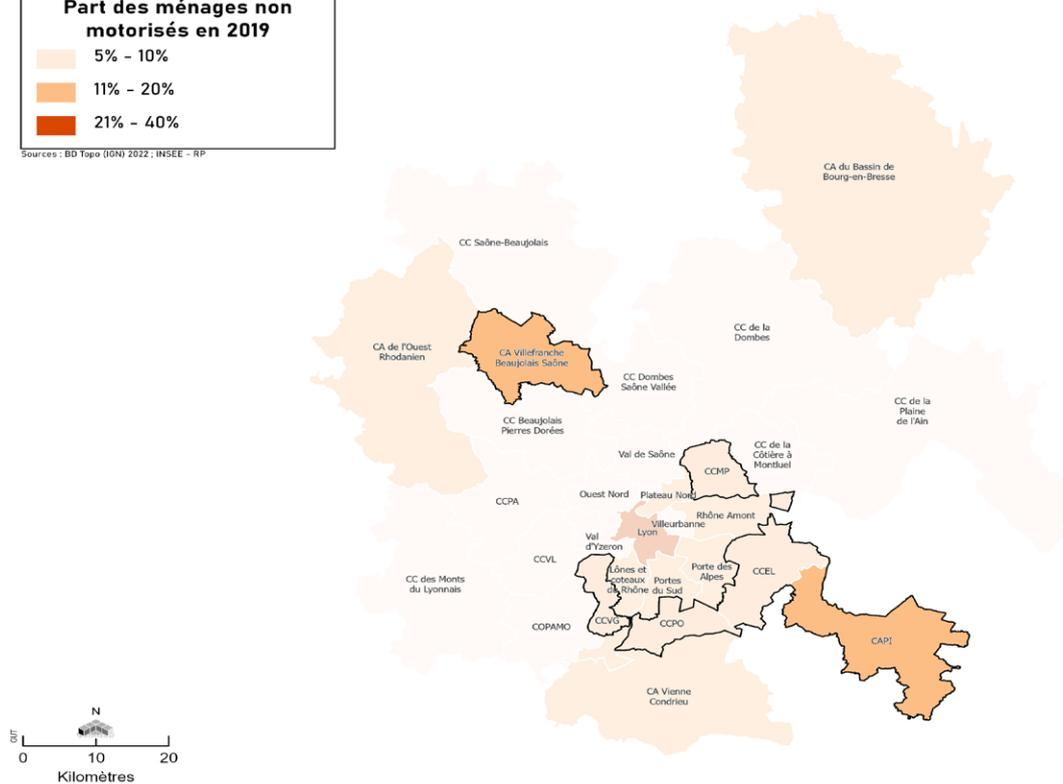 Part des ménages non
motorisés en 2019
5% - 10%
11% - 20%
21% - 40%
Sources : BD Topo (IGN) 2022 ; INSEE - RP
CA du Bassin de
Bourg-en-Bresse
CC Saône-Beaujolais
CC de la
Dombes
CA de l'Ouest
Rhodanien
CA Villefranche
Beaujolais Saône
CC Dombes
Saône Vallée
CC de la
Plaine
de l'Ain
CC Beaujolais
Pierres Dorées
Val de Saône
CC de la
Côtière à
Montluel
CCMP
CCPA
Ouest Nord
Plateau Nord
Rhône Amont
Villeurbanne
Lyon
Val
d'Yzeron
CCVL
Lônes et
coteaux
du Rhône
Portes
du Sud
Porte des
Alpes
CCEL
CC des Monts
du Lyonnais
COPAMO
CCVG
CCPO
CAPI
CA Vienne
Condrieu
N
0 10 20
Kilomètres